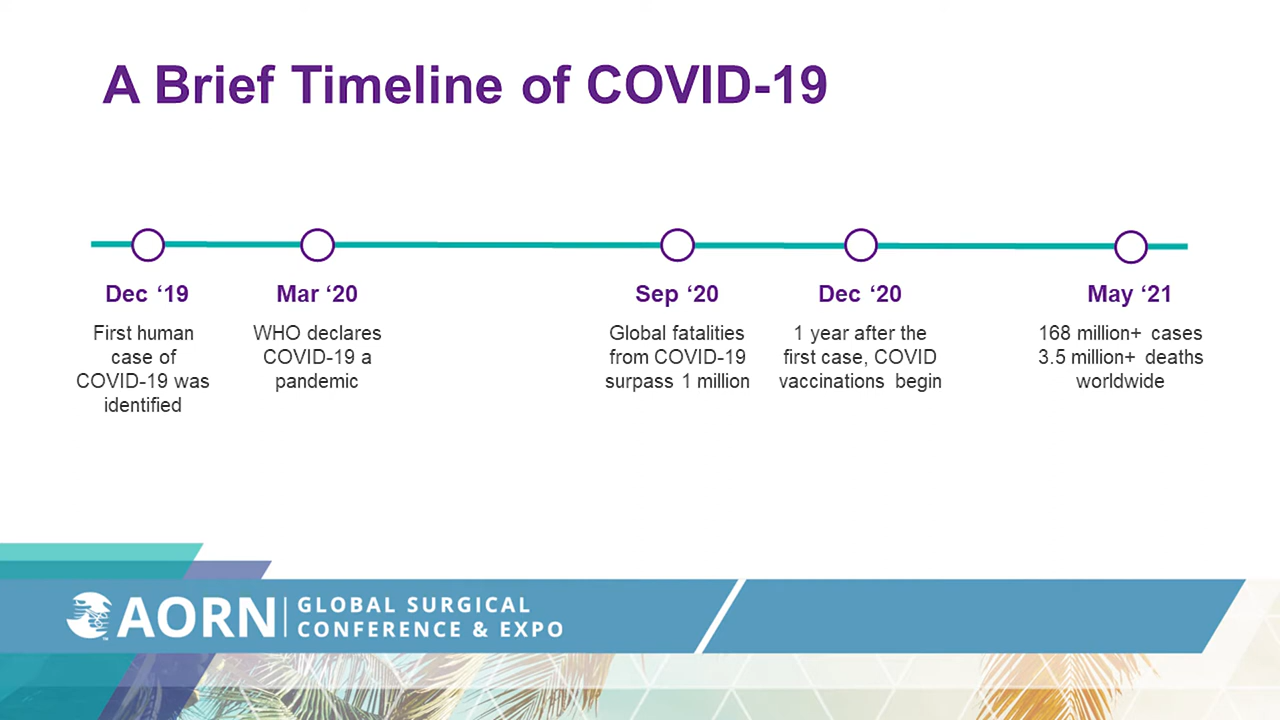 A Brief Timeline of COVID-19
Dec ‘19
First human
case of
COVID-19 was
identified
Mar ‘20
WHO declares
COVID-19 a
pandemic
Sep ‘20
Global fatalities
from COVID-19
surpass 1 million
Dec ‘20
1 year after the
first case, COVID
vaccinations begin
May ‘21
168 million+ cases
3.5 million+ deaths
worldwide
AORN
GLOBAL SURGICAL
CONFERENCE & EXPO